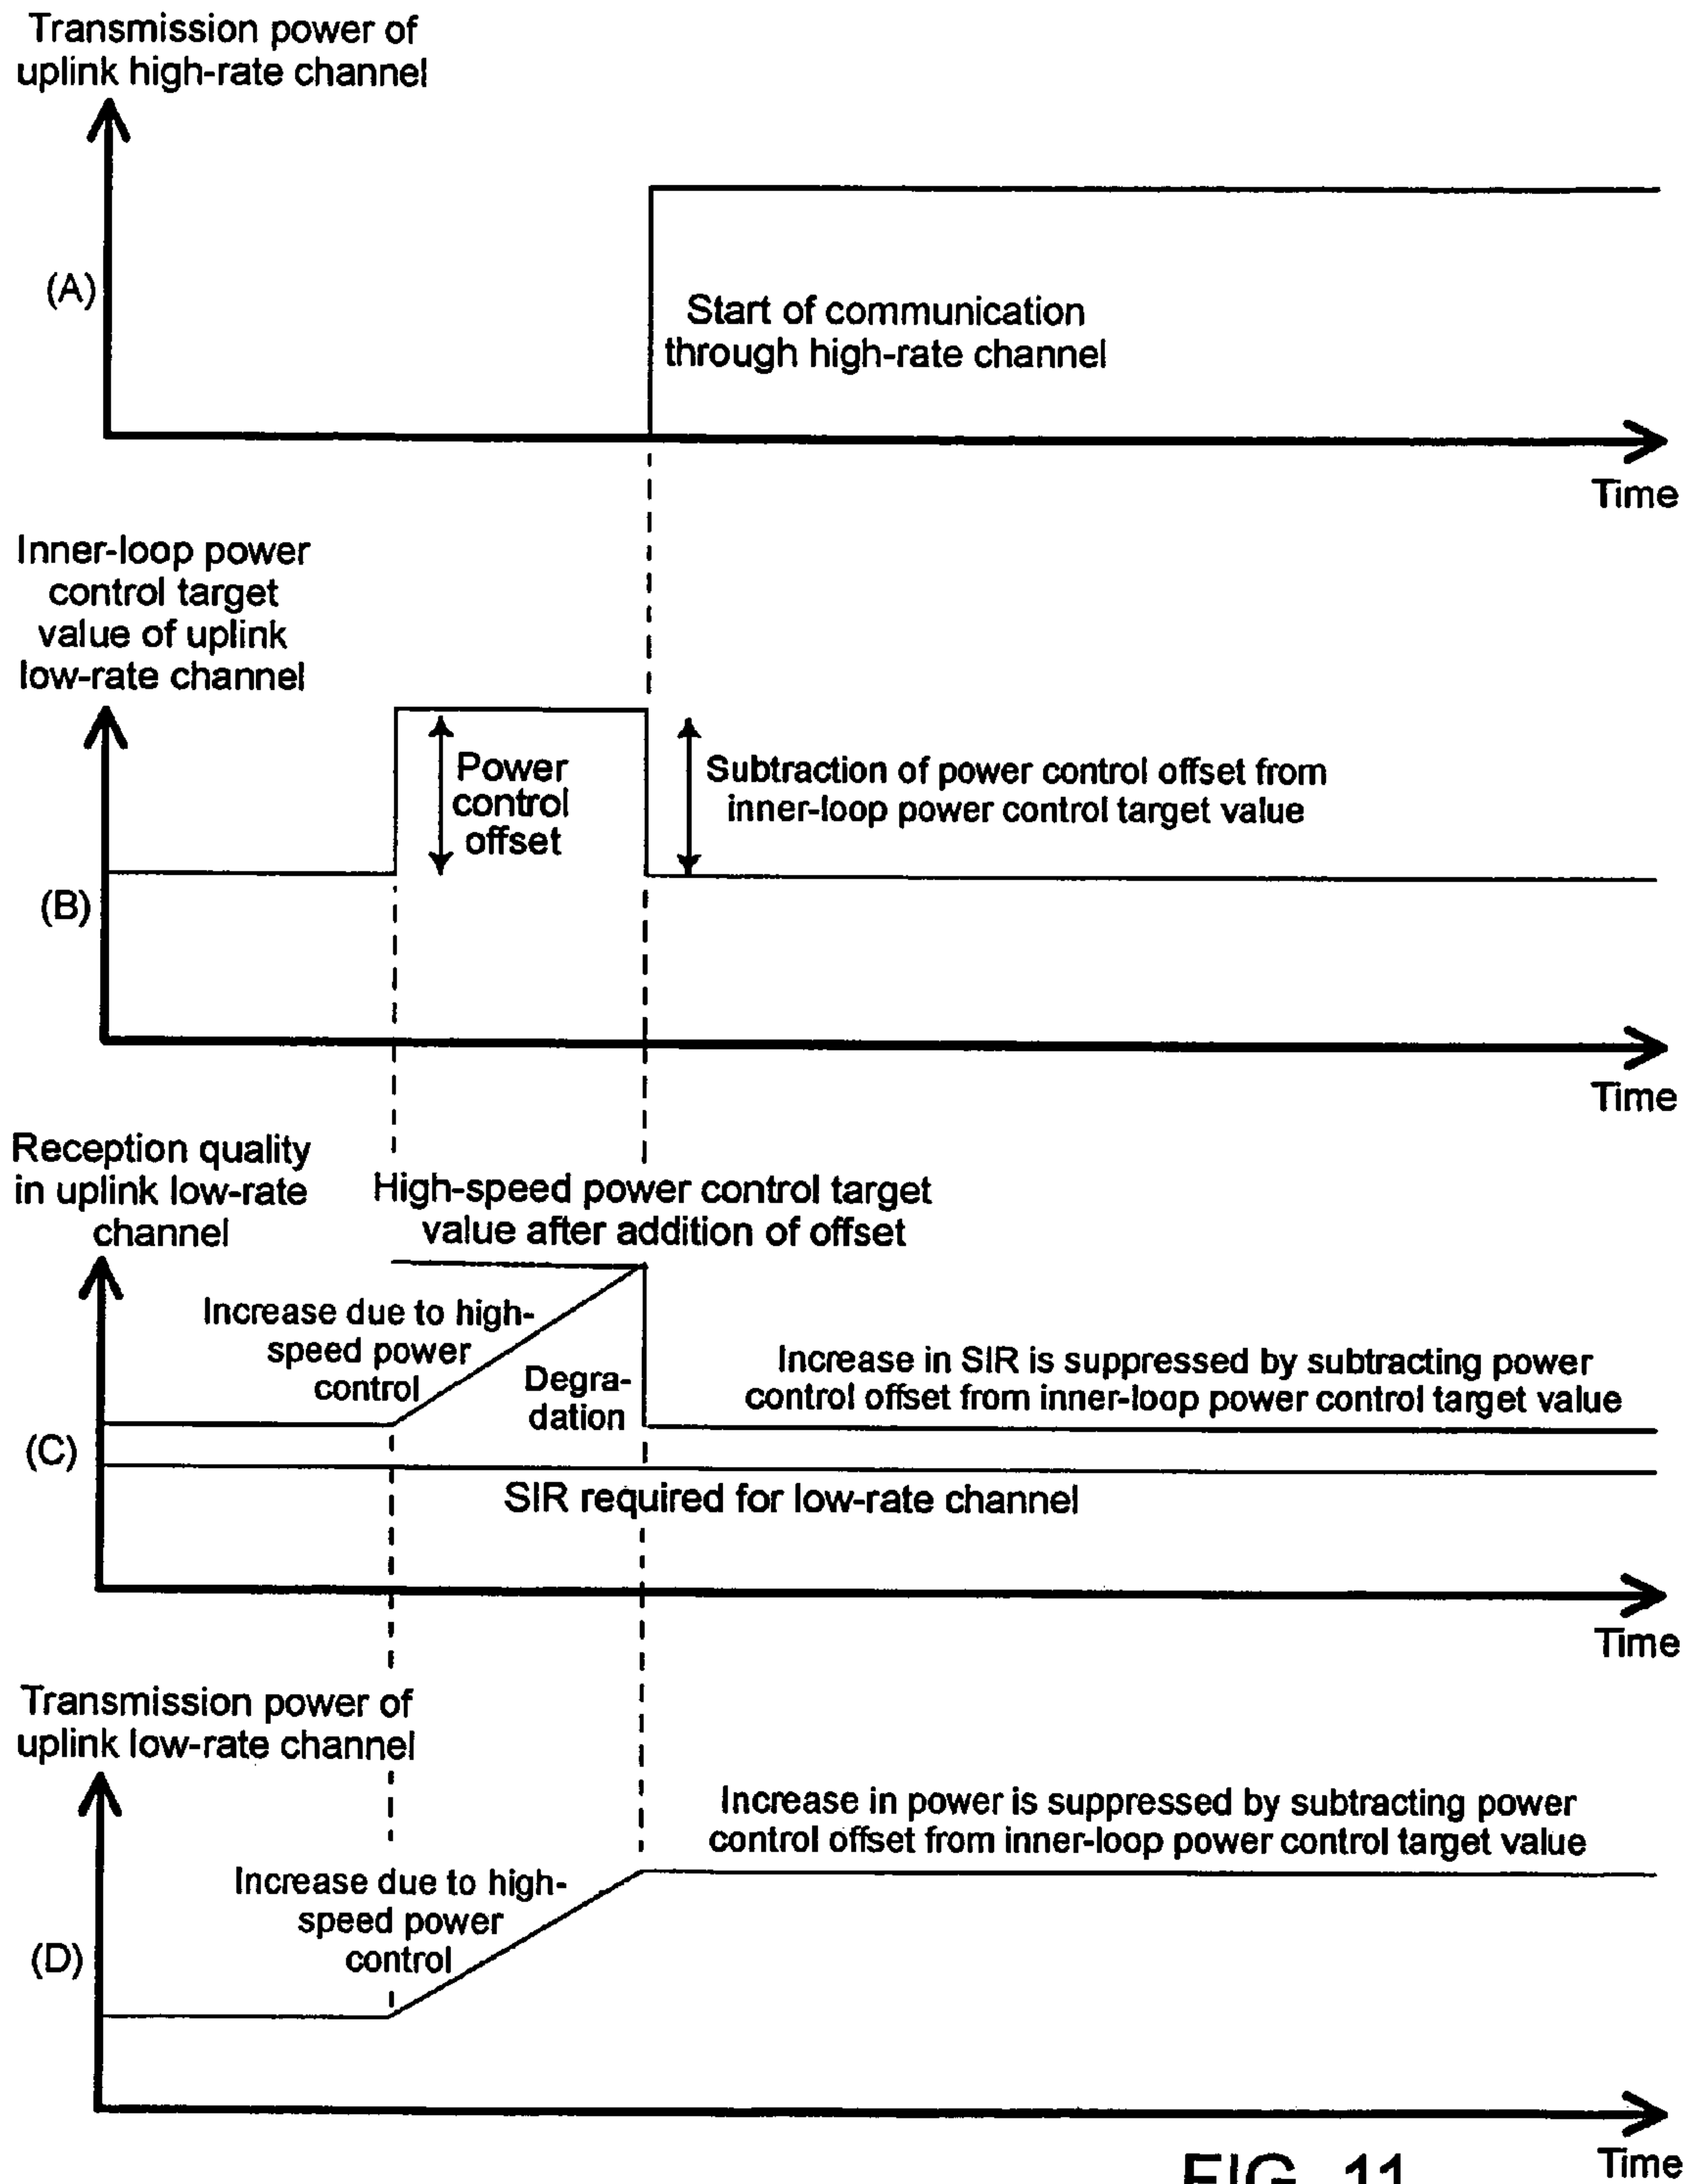 Transmission power of
uplink high-rate channel
(A)
Start of communication
through high-rate channel
Time
Inner-loop power
control target
value of uplink
low-rate channel
Power
control
offset
Subtraction of power control offset from
inner-loop power control target value
(B)
Time
Reception quality
in uplink low-rate
channel
High-speed power control target
value after addition of offset
Increase due to high-
speed power
control
Degra-
dation
Increase in SIR is suppressed by subtracting power
control offset from inner-loop power control target value
(C)
SIR required for low-rate channel
Time
Transmission power of
uplink low-rate channel
Increase in power is suppressed by subtracting power
control offset from inner-loop power control target value
Increase due to high-
speed power
control
(D)
Time
FIG. 11